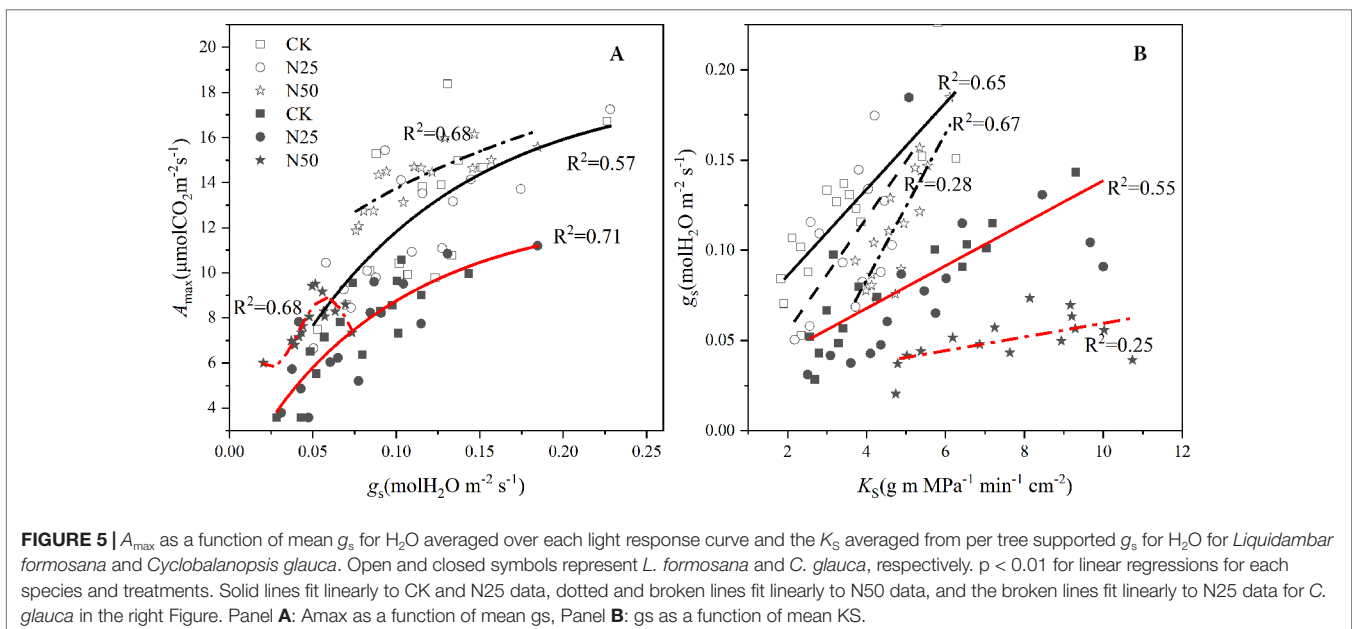 A
20
18
16
14
12
10
8
6
4
CK
N25
N50
CK
N25
N50
R²=0.68
R²=0.57
R²=0.71
R²=0.68
Amax(μmolCO₂m⁻²s⁻¹)
0.00 0.05 0.10 0.15 0.20 0.25
gs(molH₂O m⁻² s⁻¹)
B
0.20
0.15
0.10
0.05
0.00
R²=0.65
R²=0.67
R²=0.28
R²=0.55
R²=0.25
gs(molH₂O m⁻² s⁻¹)
2 4 6 8 10 12
KS(g m MPa⁻¹ min⁻¹ cm⁻²)
FIGURE 5 | Amax as a function of mean gs for H₂O averaged over each light response curve and the KS averaged from per tree supported gs for H₂O for Liquidambar
formosana and Cyclobalanopsis glauca. Open and closed symbols represent L. formosana and C. glauca, respectively. p < 0.01 for linear regressions for each
species and treatments. Solid lines fit linearly to CK and N25 data, dotted and broken lines fit linearly to N50 data, and the broken lines fit linearly to N25 data for C.
glauca in the right Figure. Panel A: Amax as a function of mean gs, Panel B: gs as a function of mean KS.